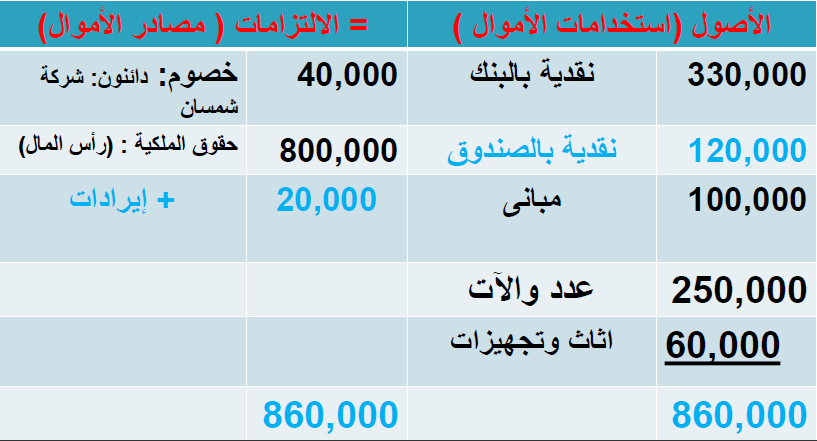 الأصول (استخدامات الأموال )
= الالتزامات ( مصادر الأموال)
330,000 نقدية بالبنك 40,000 خصوم: دائنون: شركة
شمسان
120,000 نقدية بالصندوق 800,000 حقوق الملكية : (رأس المال)
100,000 مبانى 20,000 + إيرادات
250,000 عدد والآت
60,000 اثاث وتجهيزات
860,000 860,000